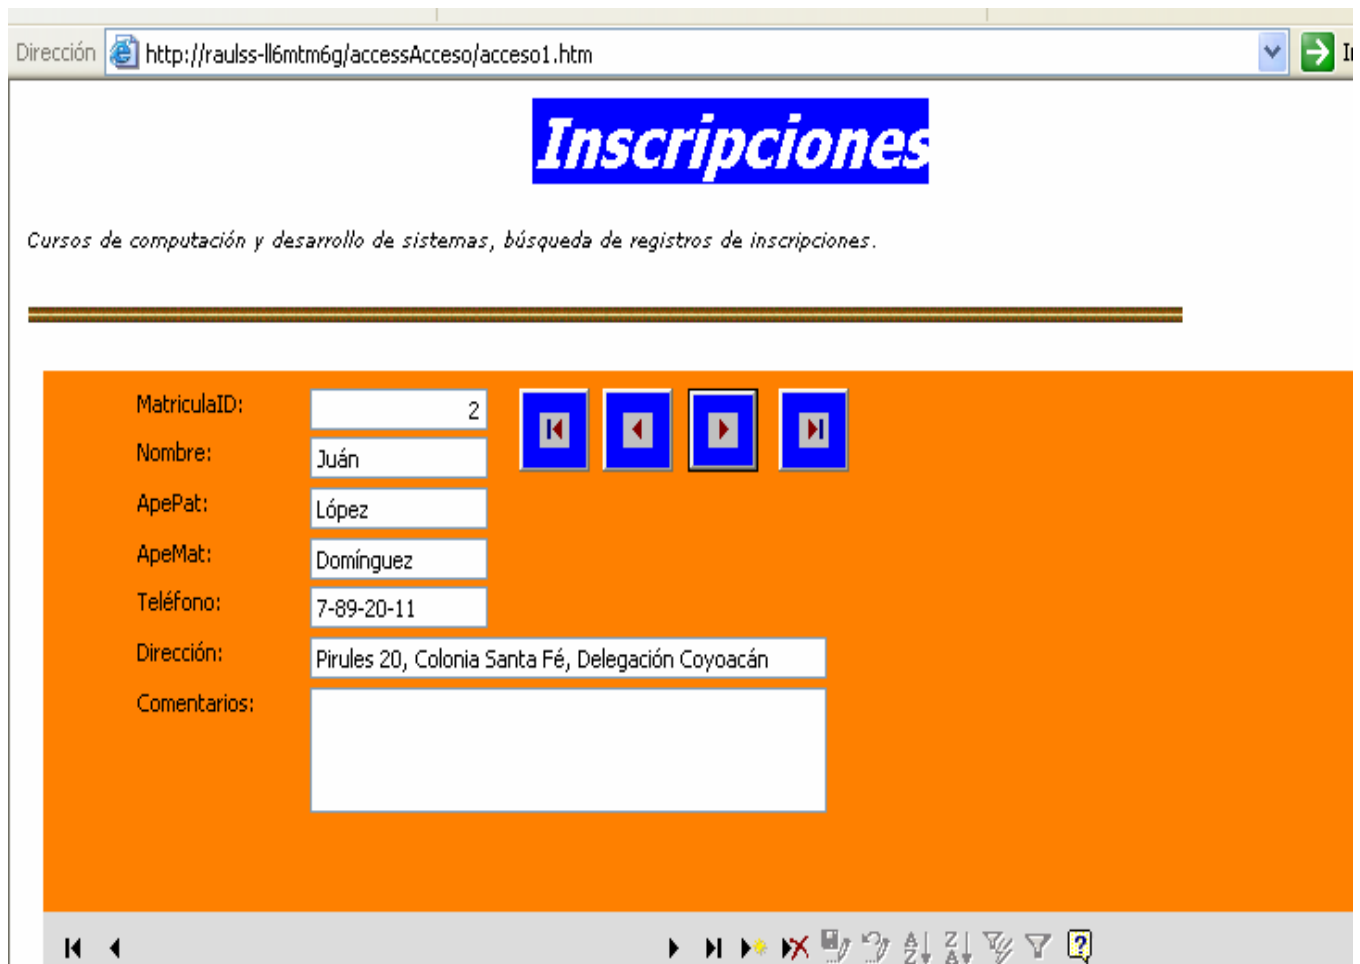 Dirección http://raulss-ll6mtm6g/accessAcceso/acceso1.htm
Inscripciones
Cursos de computación y desarrollo de sistemas, búsqueda de registros de inscripciones.
MatriculaID: 2
Nombre: Juán
ApePat: López
ApeMat: Domínguez
Teléfono: 7-89-20-11
Dirección: Pirules 20, Colonia Santa Fé, Delegación Coyoacán
Comentarios: